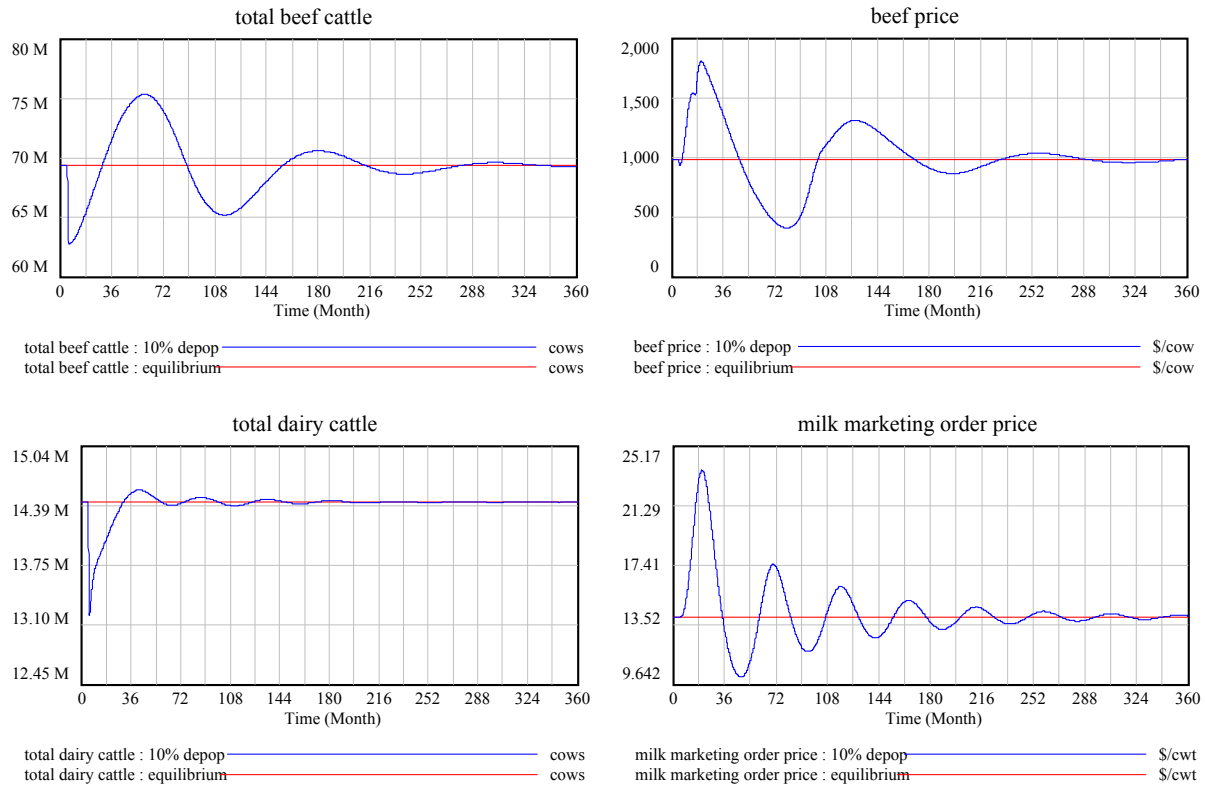 total beef cattle
80 M
75 M
70 M
65 M
60 M
0 36 72 108 144 180 216 252 288 324 360
Time (Month)
total beef cattle : 10% depop cows
total beef cattle : equilibrium cows
beef price
2,000
1,500
1,000
500
0
0 36 72 108 144 180 216 252 288 324 360
Time (Month)
beef price : 10% depop $/cow
beef price : equilibrium $/cow
total dairy cattle
15.04 M
14.39 M
13.75 M
13.10 M
12.45 M
0 36 72 108 144 180 216 252 288 324 360
Time (Month)
total dairy cattle : 10% depop cows
total dairy cattle : equilibrium cows
milk marketing order price
25.17
21.29
17.41
13.52
9.642
0 36 72 108 144 180 216 252 288 324 360
Time (Month)
milk marketing order price : 10% depop $/cwt
milk marketing order price : equilibrium $/cwt